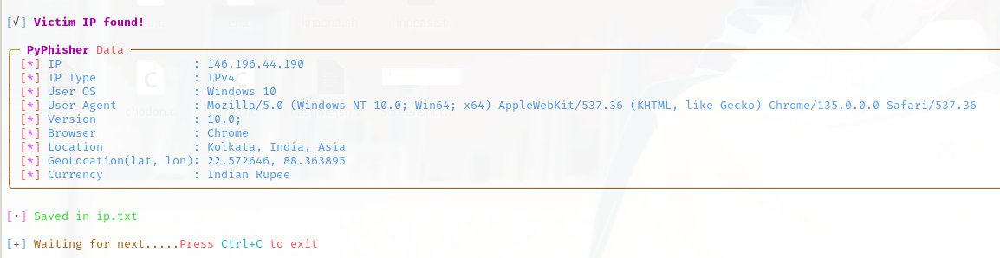 [√] Victim IP found!
PyPhisher Data
[*] IP : 146.196.44.190
[*] IP Type : IPv4
[*] User OS : Windows 10
[*] User Agent : Mozilla/5.0 (Windows NT 10.0; Win64; x64) AppleWebKit/537.36 (KHTML, like Gecko) Chrome/135.0.0.0 Safari/537.36
[*] Version : 10.0;
[*] Browser : Chrome
[*] Location : Kolkata, India, Asia
[*] GeoLocation(lat, lon): 22.572646, 88.363895
[*] Currency : Indian Rupee
[•] Saved in ip.txt
[+] Waiting for next.....Press Ctrl+C to exit